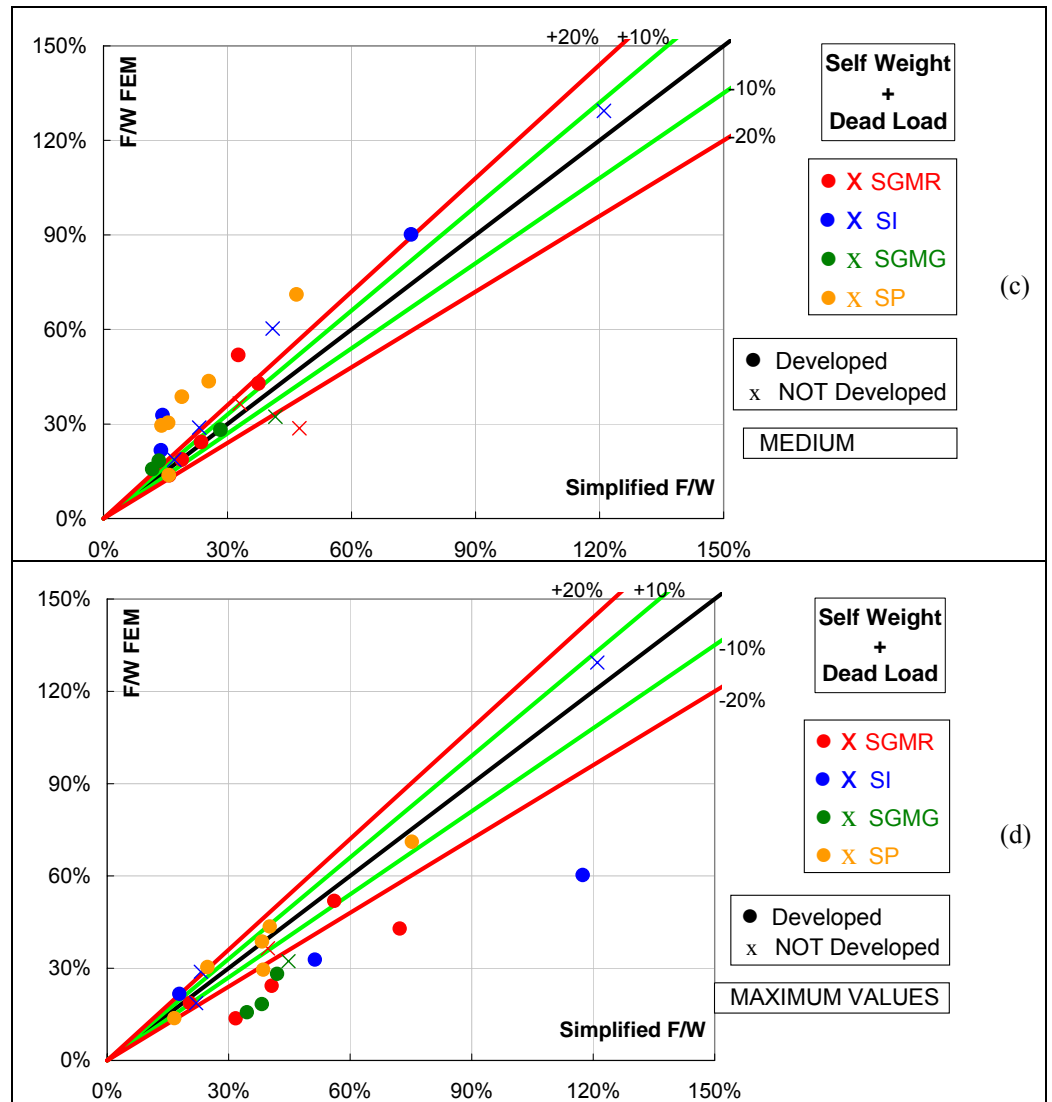 150%
120%
90%
60%
30%
0%
F/W FEM
+20% +10%
-10%
-20%
Simplified F/W
0% 30% 60% 90% 120% 150%
Self Weight
+
Dead Load
X SGMR
X SI
x SGMG
x SP
Developed
x NOT Developed
MEDIUM
(c)
150%
120%
90%
60%
30%
0%
F/W FEM
+20% +10%
-10%
-20%
Simplified F/W
0% 30% 60% 90% 120% 150%
Self Weight
+
Dead Load
X SGMR
X SI
x SGMG
x SP
Developed
x NOT Developed
MAXIMUM VALUES
(d)